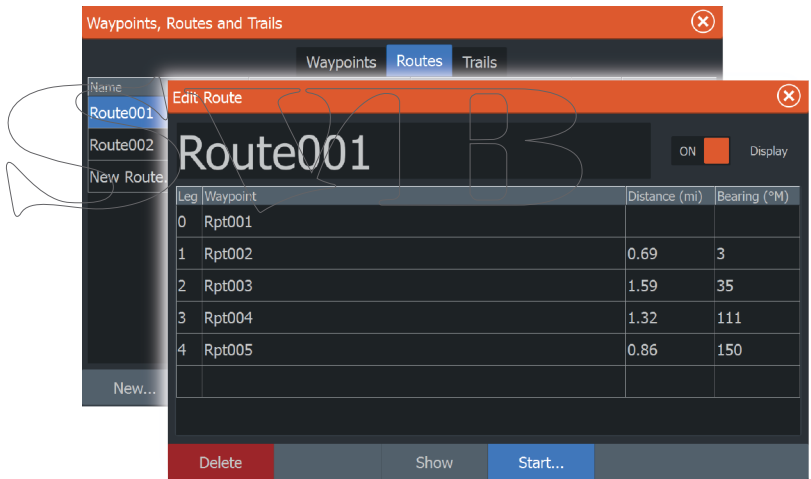 Waypoints, Routes and Trails
Waypoints Routes Trails
Name
Route001
Route002
New Route.
New...
Edit Route
Route001
ON Display
Leg Waypoint Distance (mi) Bearing (°M)
0 Rpt001
1 Rpt002 0.69 3
2 Rpt003 1.59 35
3 Rpt004 1.32 111
4 Rpt005 0.86 150
Delete Show Start...